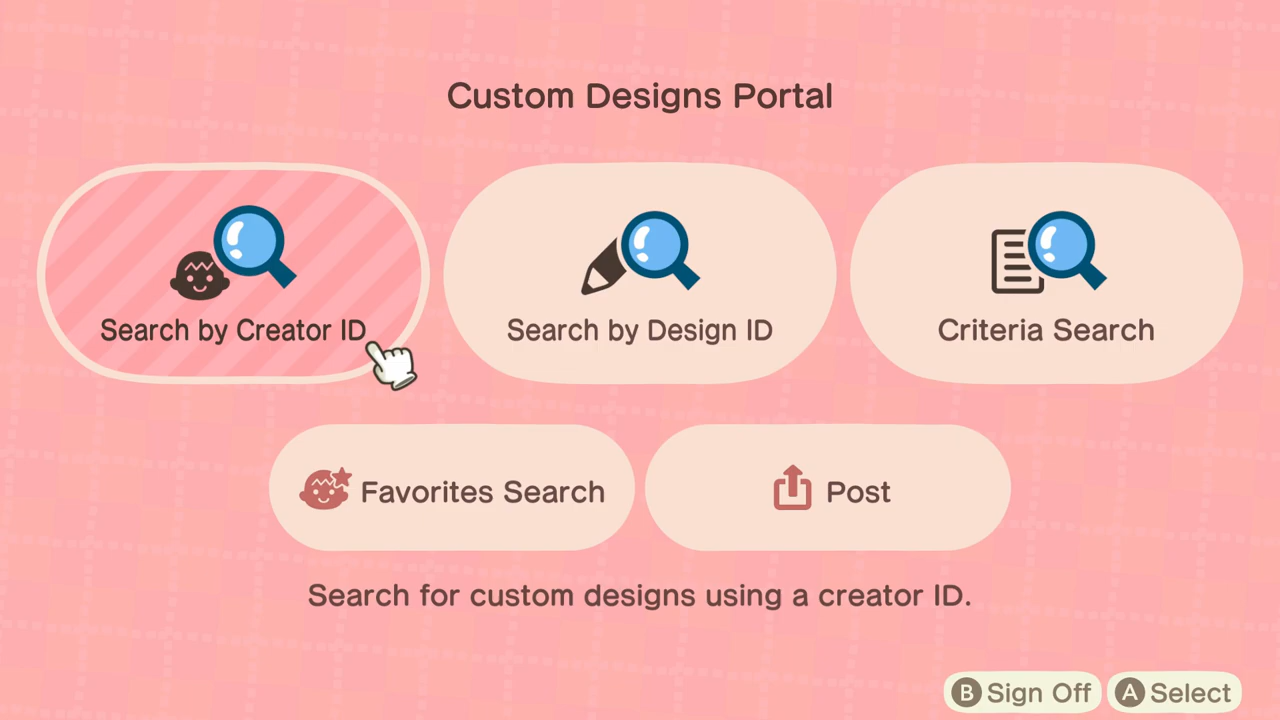 Custom Designs Portal
Search by Creator ID
Search by Design ID
Criteria Search
Favorites Search
Post
Search for custom designs using a creator ID.
B Sign Off
A Select